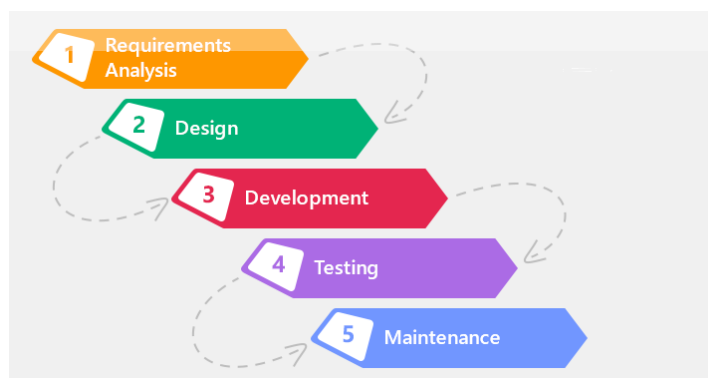 1
Requirements
Analysis
2
Design
3
Development
4
Testing
5
Maintenance